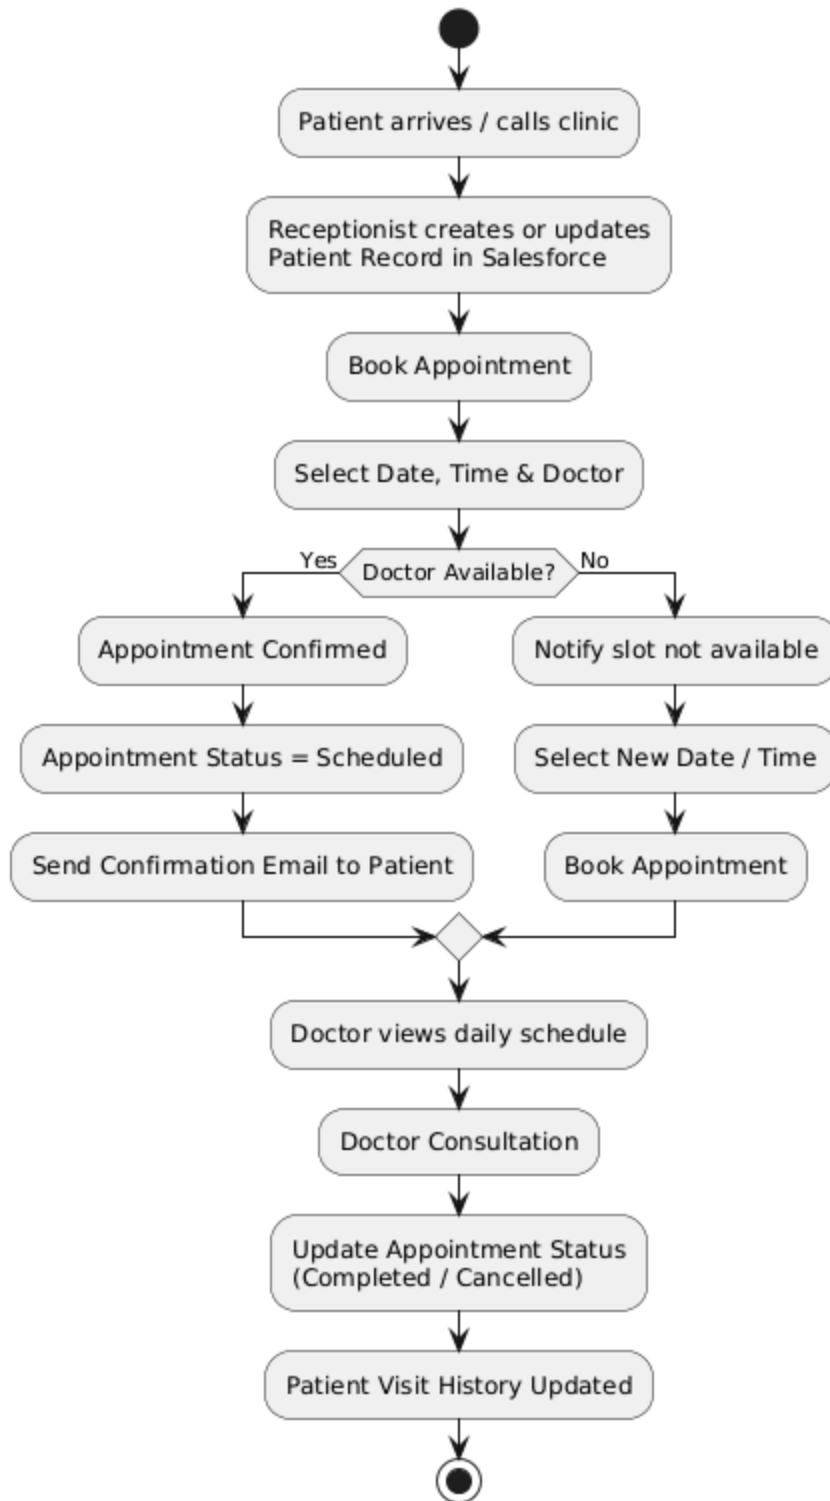 Patient arrives / calls clinic
Receptionist creates or updates
Patient Record in Salesforce
Book Appointment
Select Date, Time & Doctor
Yes
Doctor Available?
No
Appointment Confirmed
Appointment Status = Scheduled
Send Confirmation Email to Patient
Notify slot not available
Select New Date / Time
Book Appointment
Doctor views daily schedule
Doctor Consultation
Update Appointment Status
(Completed / Cancelled)
Patient Visit History Updated